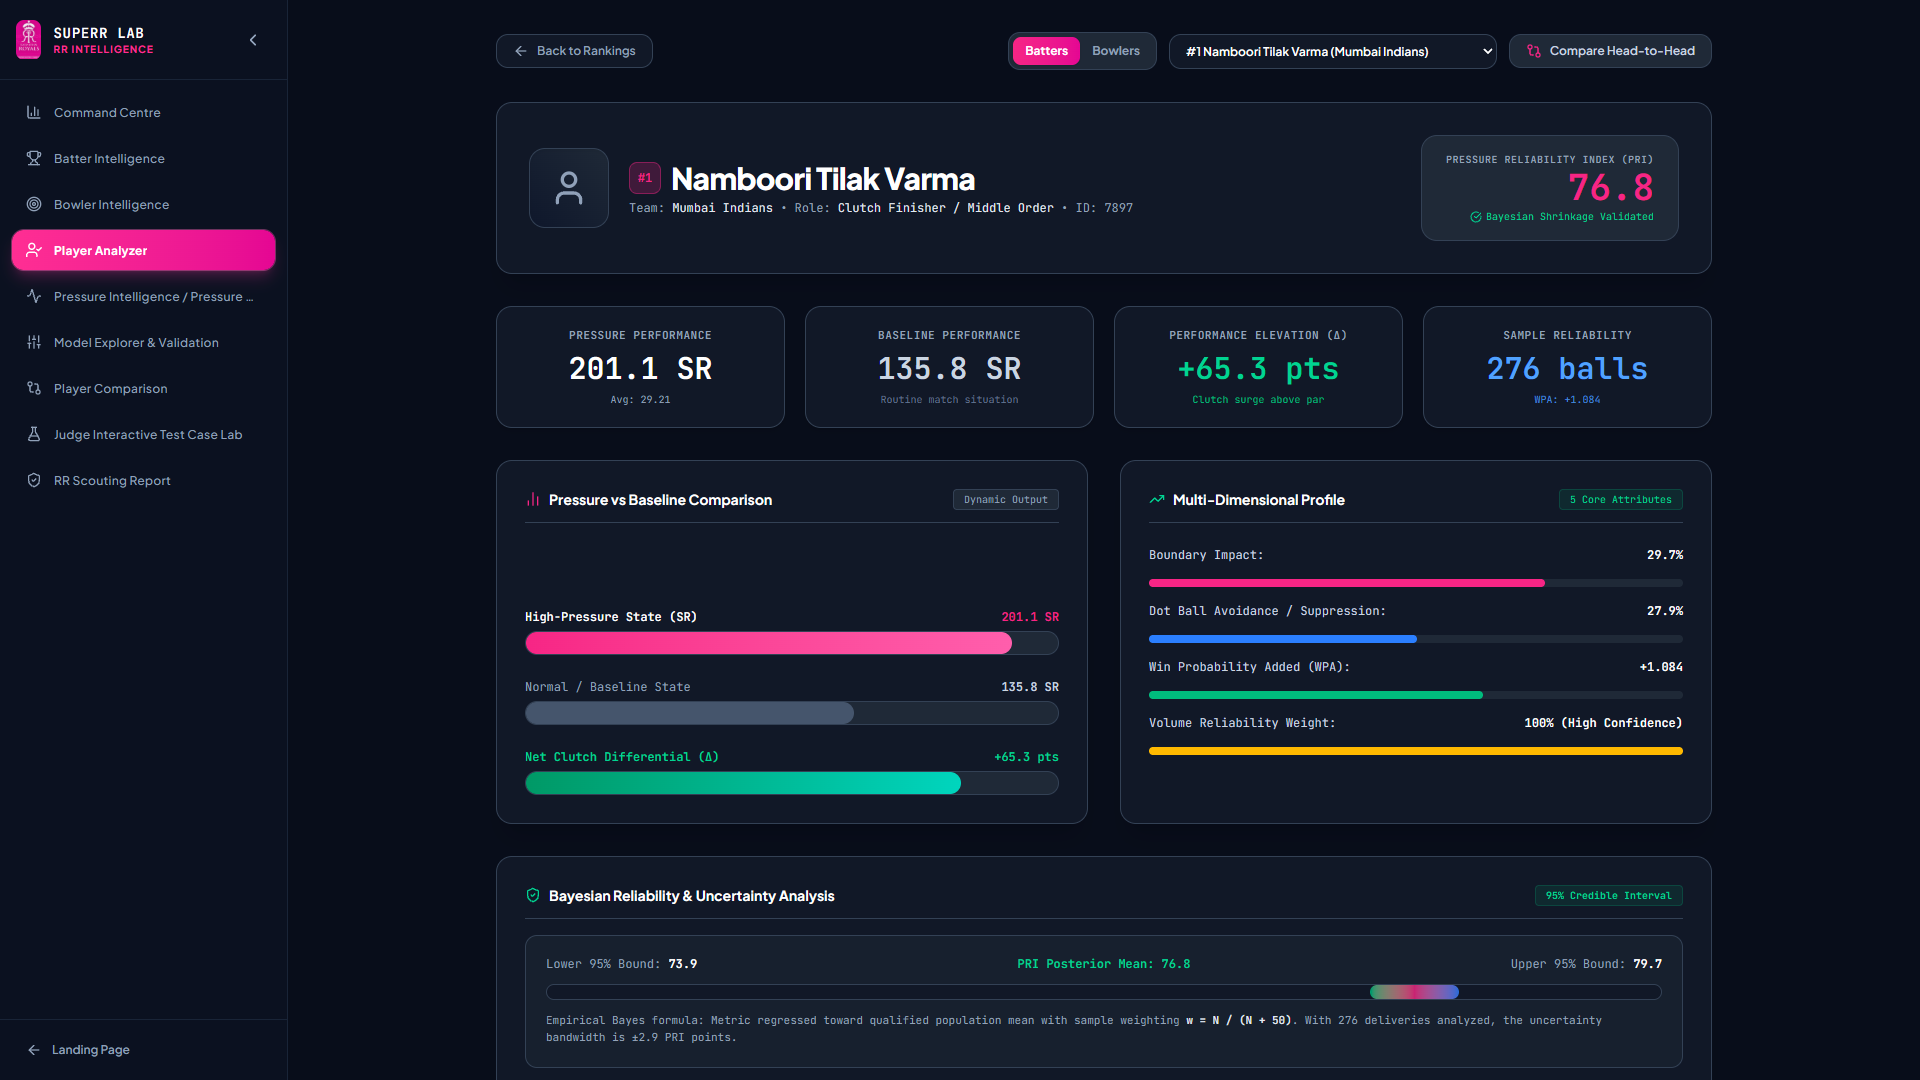 SUPERR LAB
RR INTELLIGENCE
Command Centre
Batter Intelligence
Bowler Intelligence
Player Analyzer
Pressure Intelligence / Pressure ...
Model Explorer & Validation
Player Comparison
Judge Interactive Test Case Lab
RR Scouting Report
Landing Page
Back to Rankings
Batters
Bowlers
#1 Namboori Tilak Varma (Mumbai Indians)
Compare Head-to-Head
#1
Namboori Tilak Varma
Team: Mumbai Indians • Role: Clutch Finisher / Middle Order • ID: 7897
PRESSURE RELIABILITY INDEX (PRI)
76.8
Bayesian Shrinkage Validated
PRESSURE PERFORMANCE
201.1 SR
Avg: 29.21
BASELINE PERFORMANCE
135.8 SR
Routine match situation
PERFORMANCE ELEVATION (Δ)
+65.3 pts
Clutch surge above par
SAMPLE RELIABILITY
276 balls
WPA: +1.084
Pressure vs Baseline Comparison
Dynamic Output
High-Pressure State (SR)
201.1 SR
Normal / Baseline State
135.8 SR
Net Clutch Differential (Δ)
+65.3 pts
Multi-Dimensional Profile
5 Core Attributes
Boundary Impact:
29.7%
Dot Ball Avoidance / Suppression:
27.9%
Win Probability Added (WPA):
+1.084
Volume Reliability Weight:
100% (High Confidence)
Bayesian Reliability & Uncertainty Analysis
95% Credible Interval
Lower 95% Bound: 73.9
PRI Posterior Mean: 76.8
Upper 95% Bound: 79.7
Empirical Bayes formula: Metric regressed toward qualified population mean with sample weighting w = N / (N + 50). With 276 deliveries analyzed, the uncertainty
bandwidth is ±2.9 PRI points.